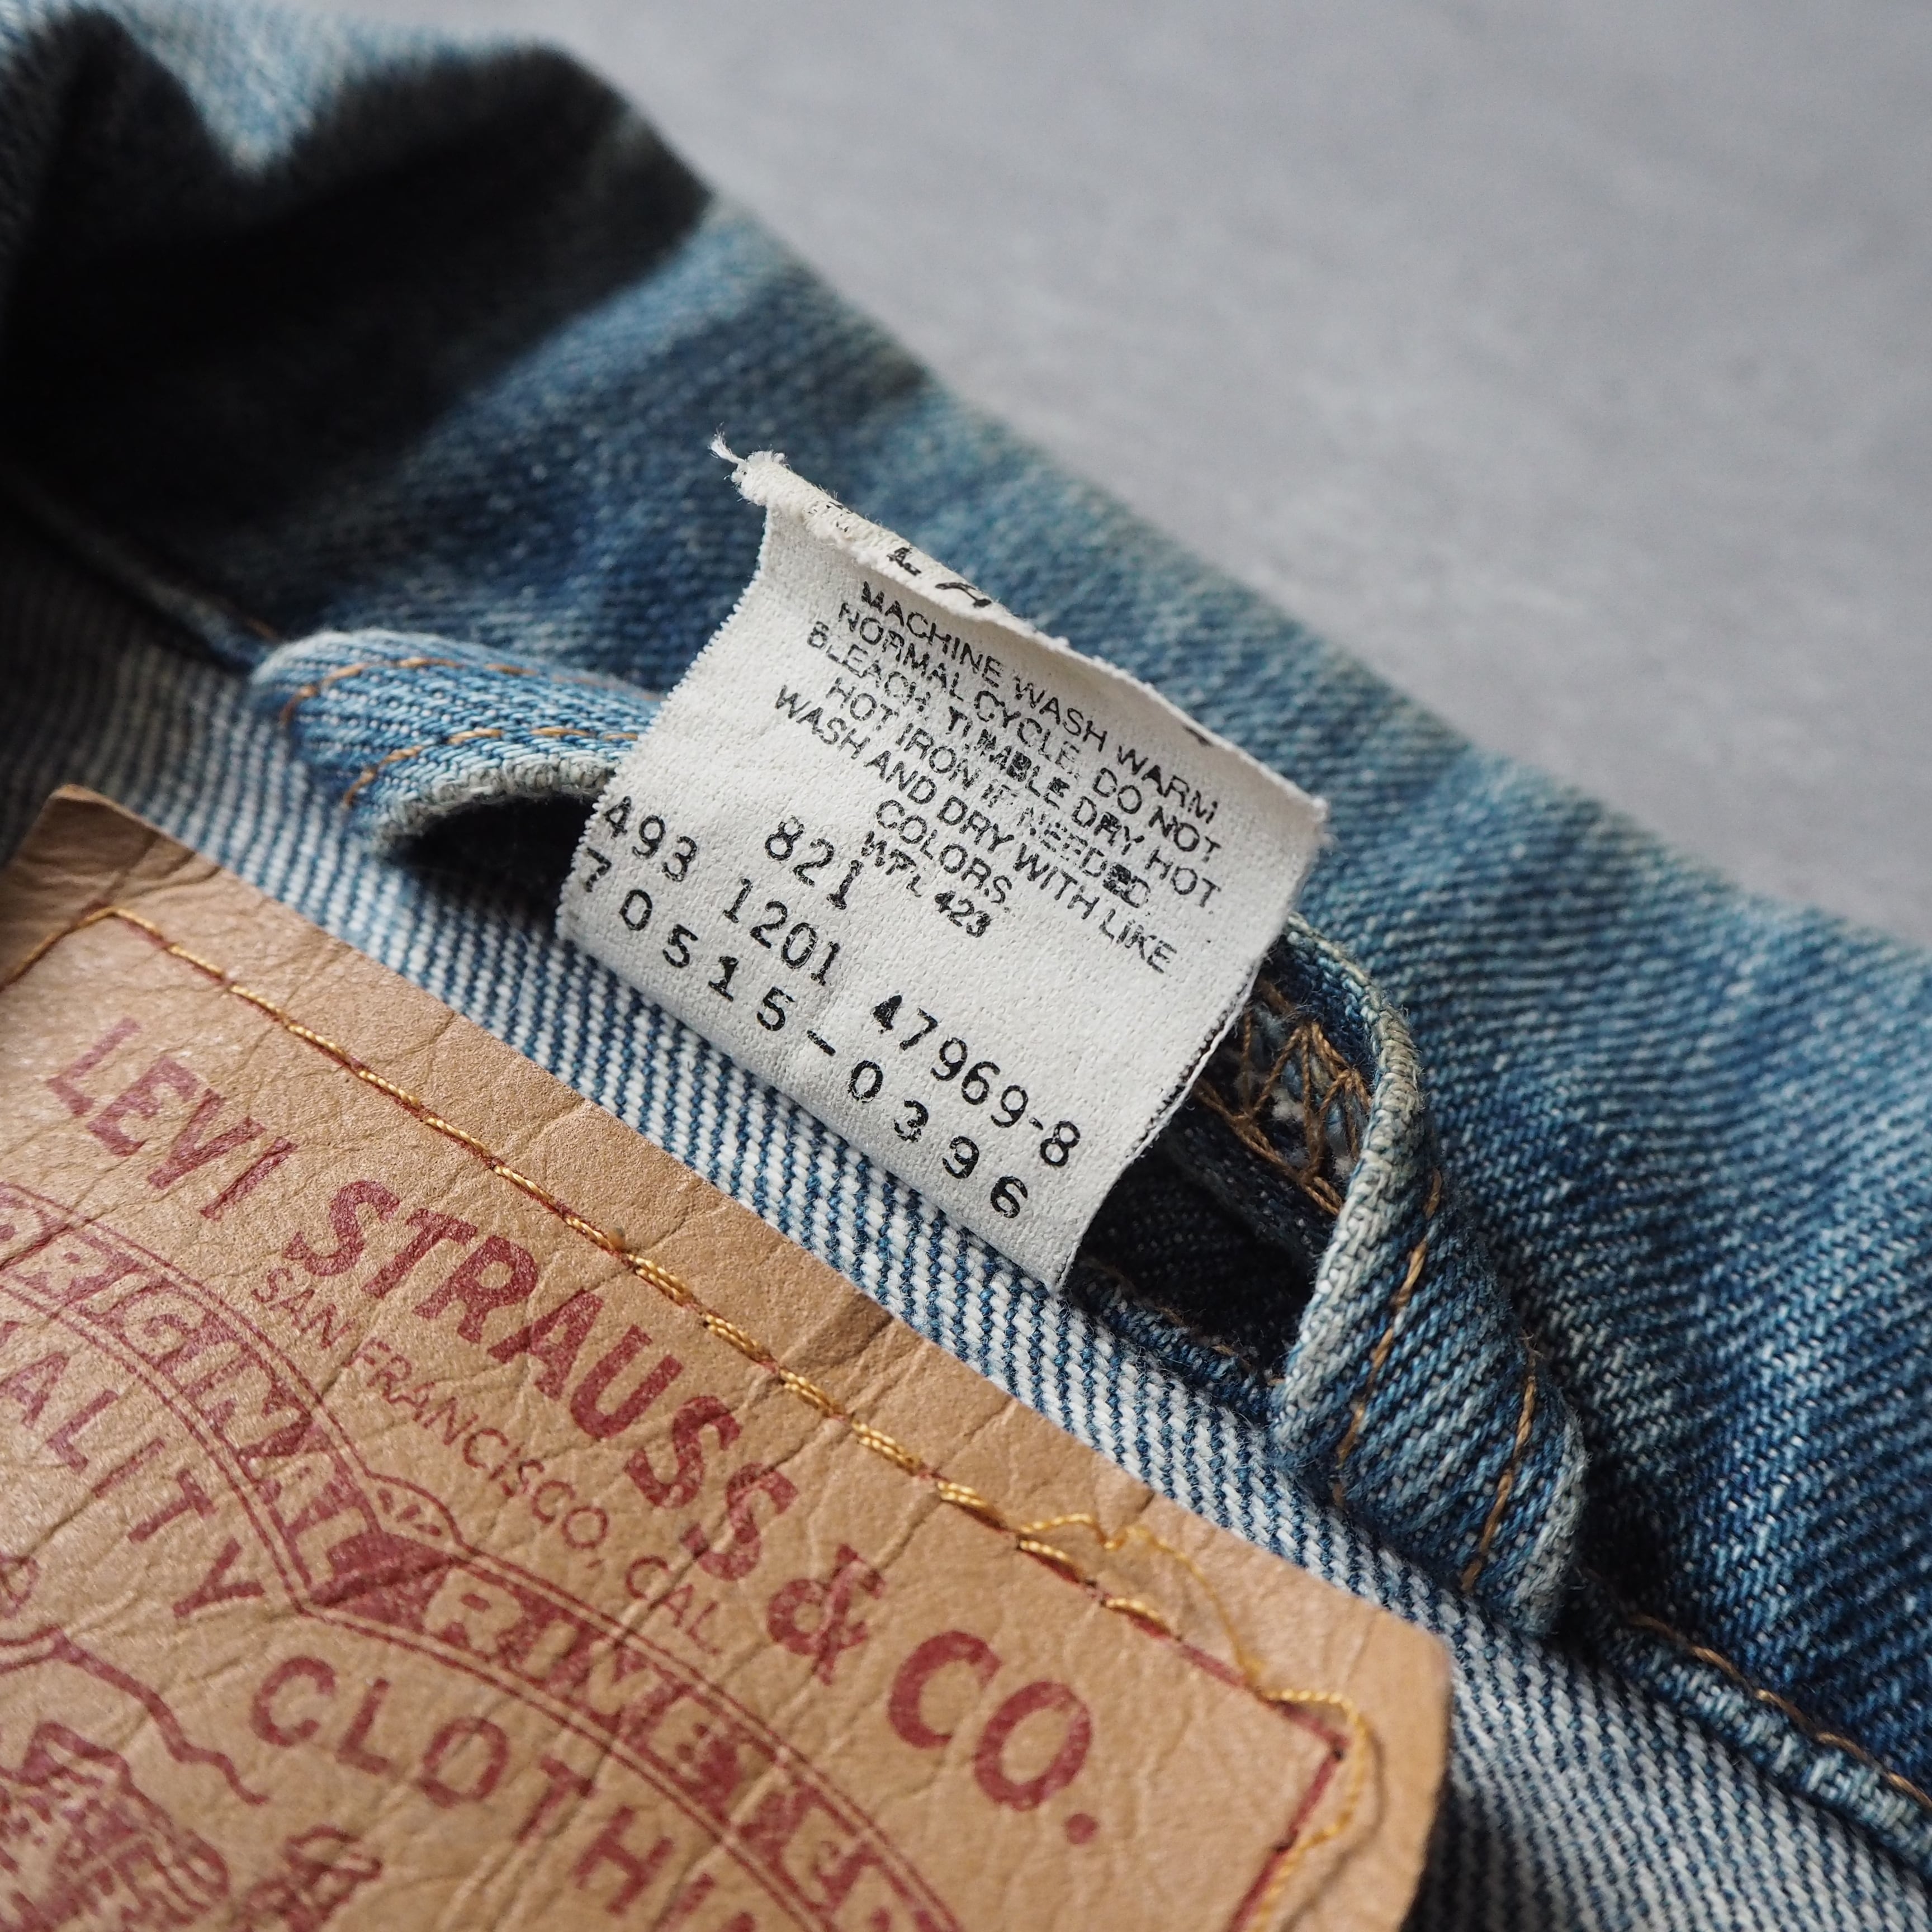 MACHINE WASH WARM
NORMAL CYCLE. DO NOT
BLEACH. TUMBLE DRY HOT.
HOT IRON IF NEEDED.
WASH AND DRY WITH LIKE
COLORS.
WPL 423
821
493 1201 47969-8
70515-0396
LEVI STRAUSS & CO.
SAN FRANCISCO, CAL.
ORIGINAL RIVETED
QUALITY CLOTHING